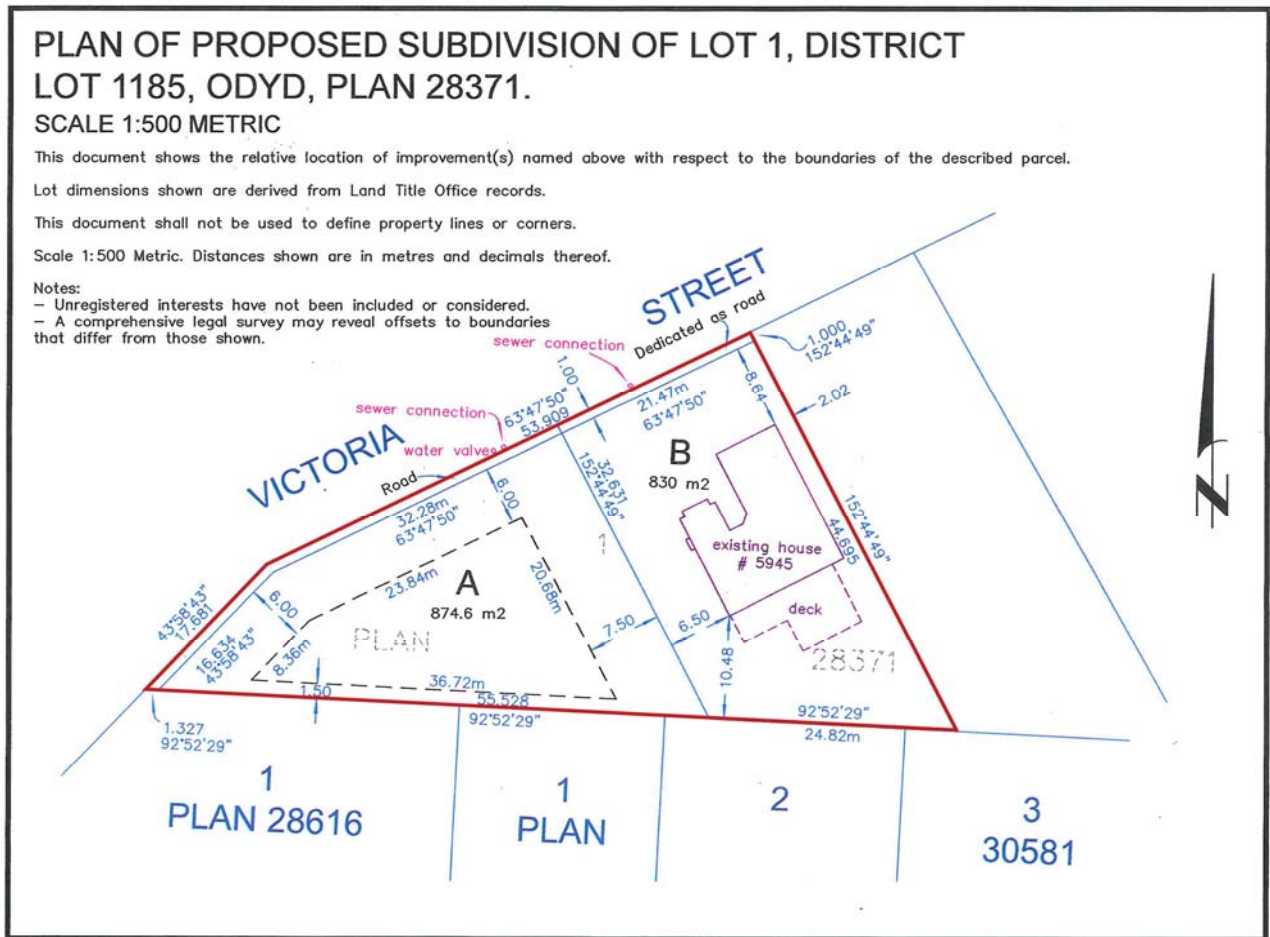 PLAN OF PROPOSED SUBDIVISION OF LOT 1, DISTRICT
LOT 1185, ODYD, PLAN 28371.
SCALE 1:500 METRIC
This document shows the relative location of improvement(s) named above with respect to the boundaries of the described parcel.
Lot dimensions shown are derived from Land Title Office records.
This document shall not be used to define property lines or corners.
Scale 1:500 Metric. Distances shown are in metres and decimals thereof.
Notes:
– Unregistered interests have not been included or considered.
– A comprehensive legal survey may reveal offsets to boundaries
that differ from those shown.
VICTORIA
STREET
Dedicated as road
Road
sewer connection
sewer connection
water valve
1.000
152°44'49"
1.00
63°47'50"
53.909
21.47m
63°47'50"
8.64
2.02
B
830 m2
32.631
152°44'49"
152°44'49"
44.695
existing house
# 5945
deck
1
6.00
32.28m
63°47'50"
23.84m
A
874.6 m2
20.68m
6.00
43°58'43"
17.681
16.634
43°58'43"
8.36m
PLAN
28371
7.50
6.50
10.48
36.72m
1.50
55.528
92°52'29"
92°52'29"
24.82m
1.327
92°52'29"
1
PLAN 28616
1
PLAN
2
3
30581
N